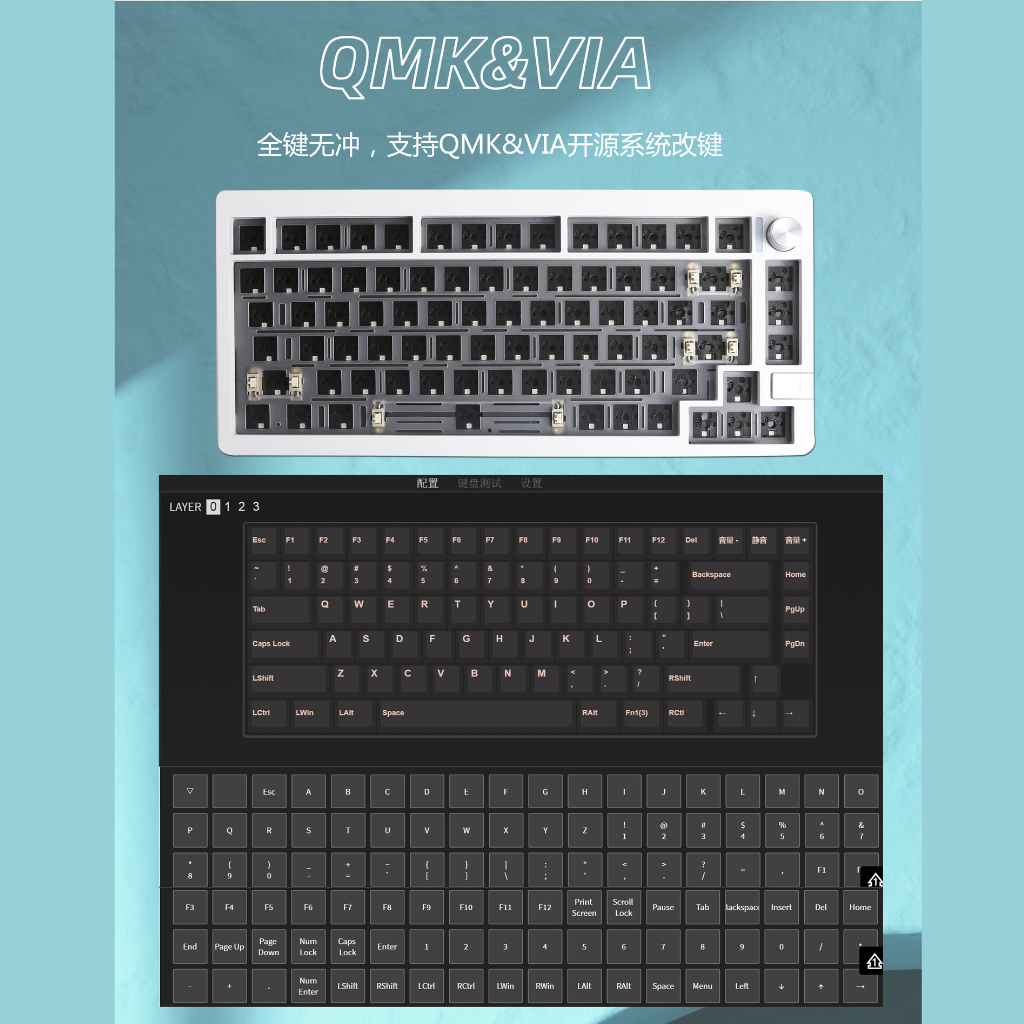 QMK&VIA
全键无冲，支持QMK&VIA开源系统改键
配置 键盘测试 设置
LAYER 0 1 2 3
Esc F1 F2 F3 F4 F5 F6 F7 F8 F9 F10 F11 F12 Del 音量 - 静音 音量 +
~ ! @ # $ % ^ & * ( ) _ +
` 1 2 3 4 5 6 7 8 9 0 - = Backspace Home
Tab Q W E R T Y U I O P { } | PgUp
[ ] \
Caps Lock A S D F G H J K L : " Enter PgDn
; '
LShift Z X C V B N M < > ? RShift ↑
, . /
LCtrl LWin LAlt Space RAlt Fn1(3) RCtl ← ↓ →
▽ Esc A B C D E F G H I J K L M N O
P Q R S T U V W X Y Z ! @ # $ % ^ &
1 2 3 4 5 6 7
* ( ) _ + ~ { } | : " < > ? = , F1
8 9 0 - = ` [ ] \ ; ' , . /
F3 F4 F5 F6 F7 F8 F9 F10 F11 F12 Print Screen Scroll Lock Pause Tab Backspace Insert Del Home
End Page Up Page Down Num Lock Caps Lock Enter 1 2 3 4 5 6 7 8 9 0 / *
- + . Num Enter LShift RShift LCtrl RCtrl LWin RWin LAlt RAlt Space Menu Left ↓ ↑ →